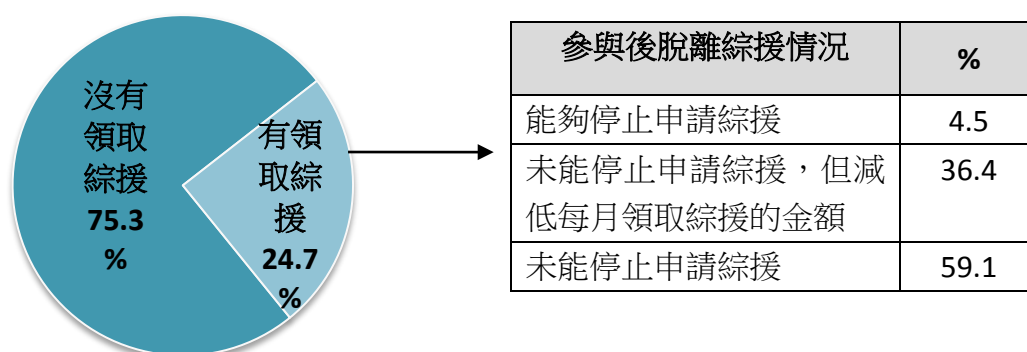 沒有
領取
綜援
75.3
%
有領
取綜
援
24.7
%
參與後脫離綜援情況 %
能夠停止申請綜援 4.5
未能停止申請綜援，但減 36.4
低每月領取綜援的金額
未能停止申請綜援 59.1